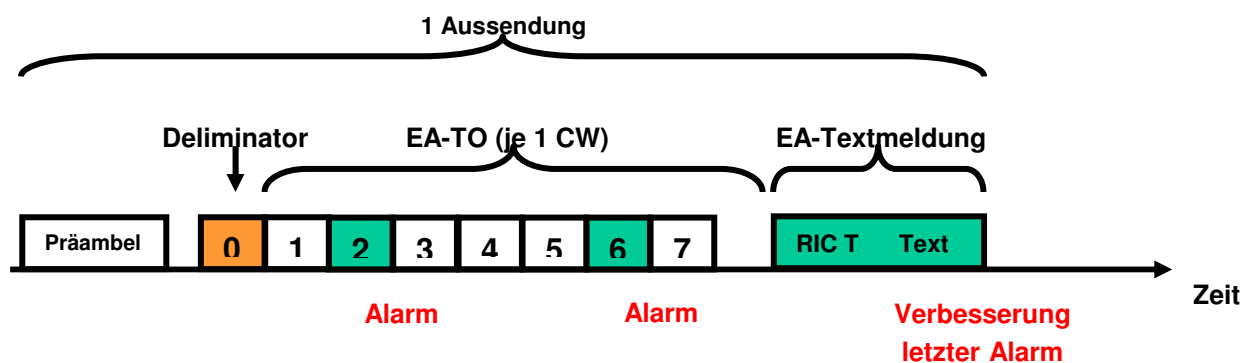 1 Aussendung
Deliminator EA-TO (je 1 CW) EA-Textmeldung
Präambel 0 1 2 3 4 5 6 7 RIC T Text
Zeit
Alarm Alarm Verbesserung
letzter Alarm